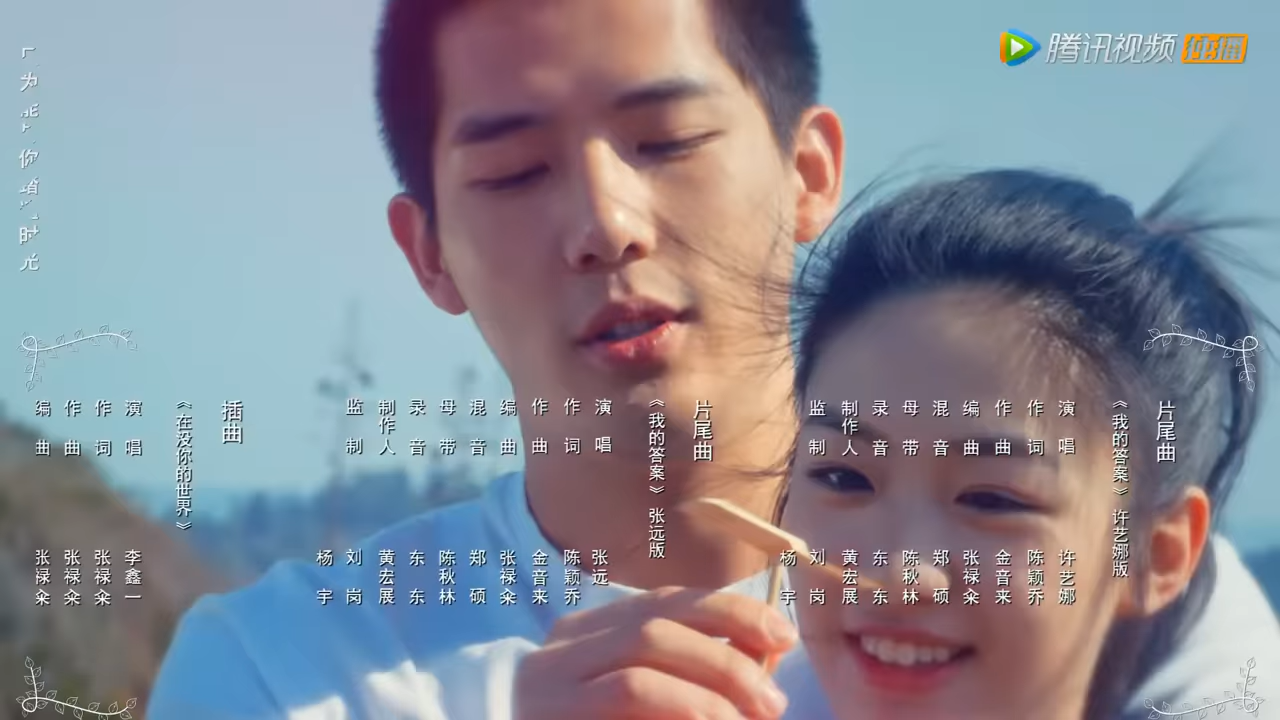 腾讯视频 独播
片尾曲
《我的答案》 许艺娜版
演唱 许艺娜
作词 陈颖乔
作曲 金音来
编曲 张禄籴
混音 郑硕
母带 陈秋林
录音 东东
制作人 黄宏展
监制 刘岗
杨宇
片尾曲
《我的答案》 张远版
演唱 张远
作词 陈颖乔
作曲 金音来
编曲 张禄籴
混音 郑硕
母带 陈秋林
录音 东东
制作人 黄宏展
监制 刘岗
杨宇
插曲
《在没你的世界》
演唱 李鑫一
作词 张禄籴
作曲 张禄籴
编曲 张禄籴